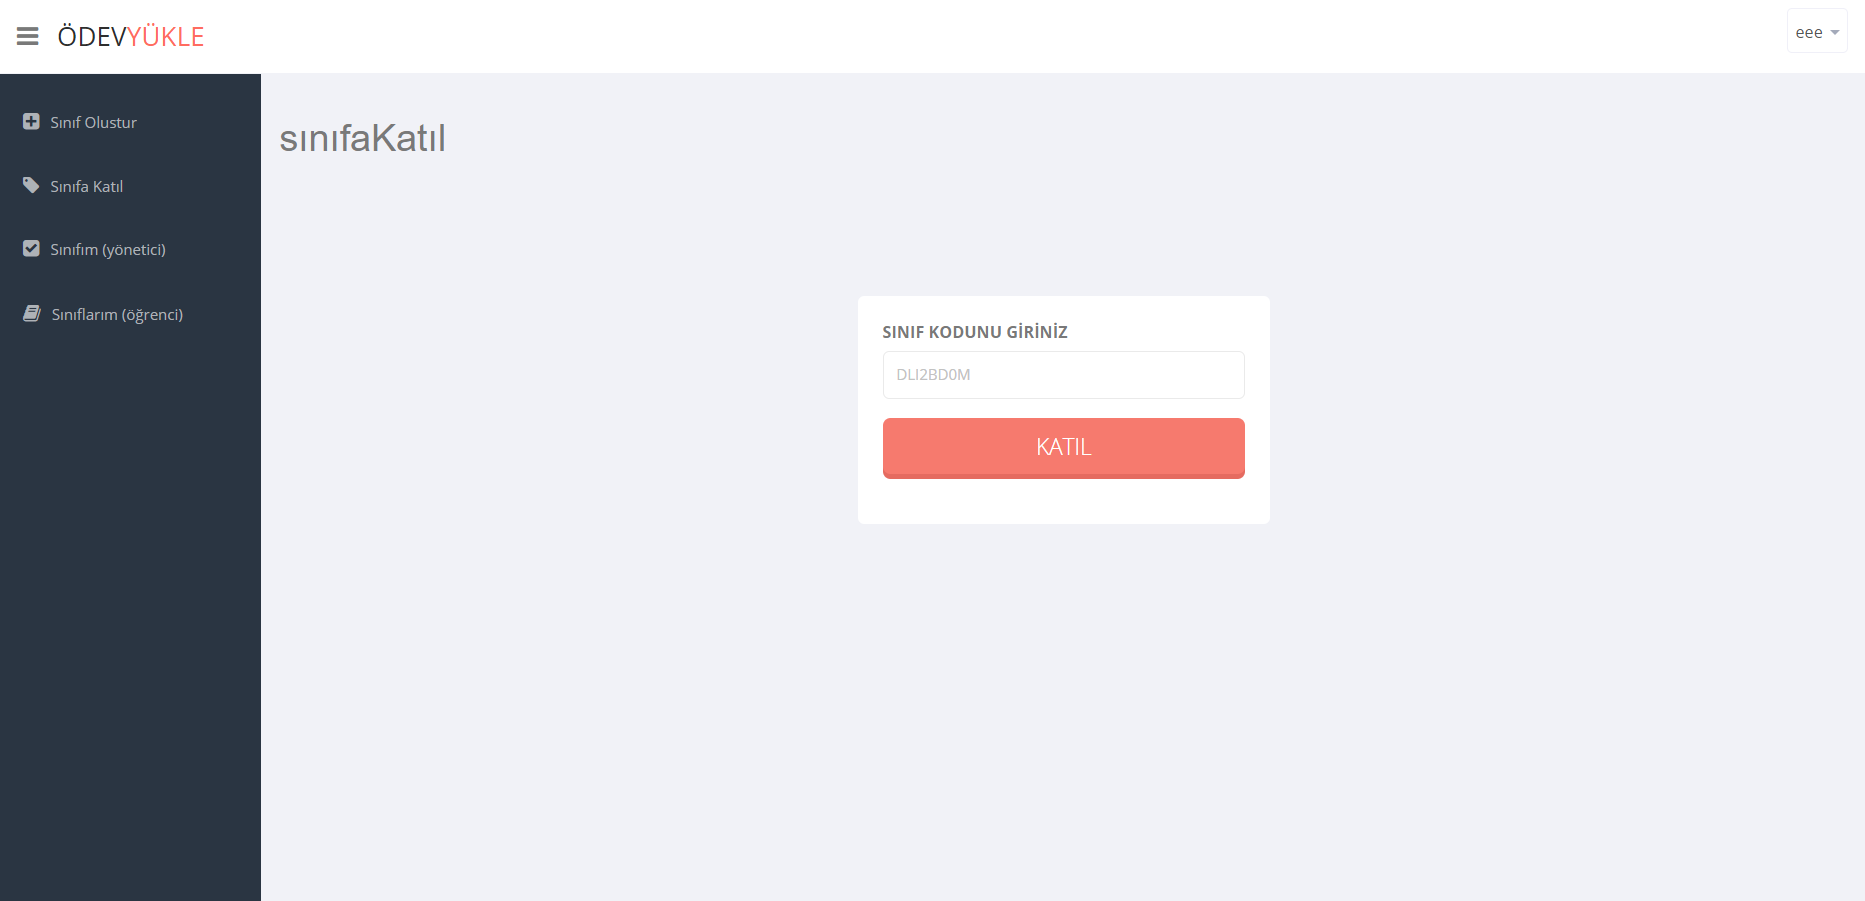 ÖDEVYÜKLE
eee
Sınıf Olustur
Sınıfa Katıl
Sınıfım (yönetici)
Sınıflarım (öğrenci)
sınıfaKatıl
SINIF KODUNU GİRİNİZ
DLI2BD0M
KATIL